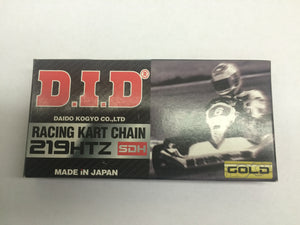 D.I.D®
DAIDO KOGYO CO.,LTD
RACING KART CHAIN
219HTZ SDH
MADE IN JAPAN
GOLD